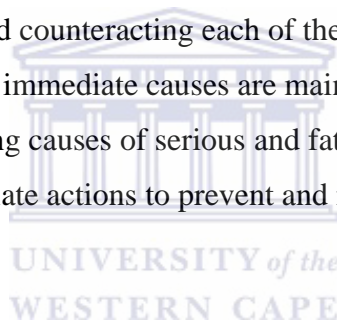 d counteracting each of the
immediate causes are main
ng causes of serious and fat
ate actions to prevent and
UNIVERSITY of the
WESTERN CAPE